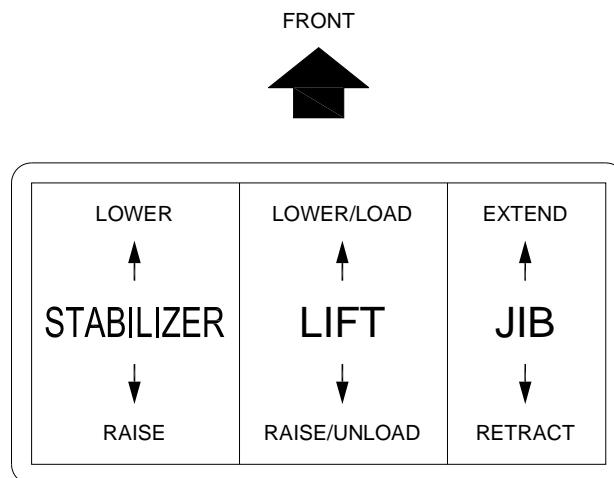 FRONT
LOWER LOWER/LOAD EXTEND
STABILIZER LIFT JIB
RAISE RAISE/UNLOAD RETRACT